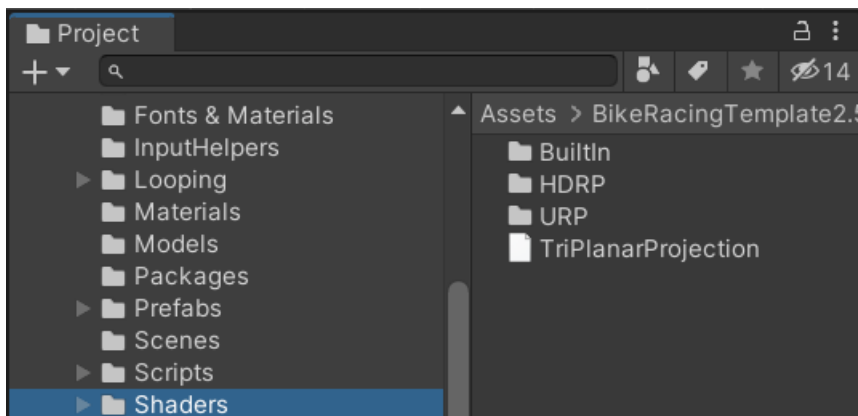 Project
14
Fonts & Materials
InputHelpers
Looping
Materials
Models
Packages
Prefabs
Scenes
Scripts
Shaders
Assets > BikeRacingTemplate2.5
BuiltIn
HDRP
URP
TriPlanarProjection